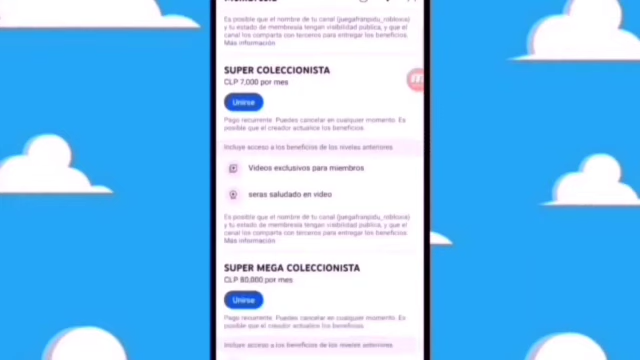 Es posible que el nombre de tu canal (juegafranpidu_robloxa)
y tu estado de membresía tengan visibilidad pública, y que el
canal los comparta con terceros para entregar los beneficios.
Más información
SUPER COLECCIONISTA
CLP 7,000 por mes
Unirse
Pago recurrente. Puedes cancelar en cualquier momento. Es
posible que el creador actualice los beneficios
Incluye acceso a los beneficios de los niveles anteriores
Videos exclusivos para miembros
seras saludado en video
Es posible que el nombre de tu canal (juegafranpidu_robloxa)
y tu estado de membresía tengan visibilidad pública, y que el
canal los comparta con terceros para entregar los beneficios.
Más información
SUPER MEGA COLECCIONISTA
CLP 80,000 por mes
Unirse
Pago recurrente. Puedes cancelar en cualquier momento. Es
posible que el creador actualice los beneficios
Incluye acceso a los beneficios de los niveles anteriores